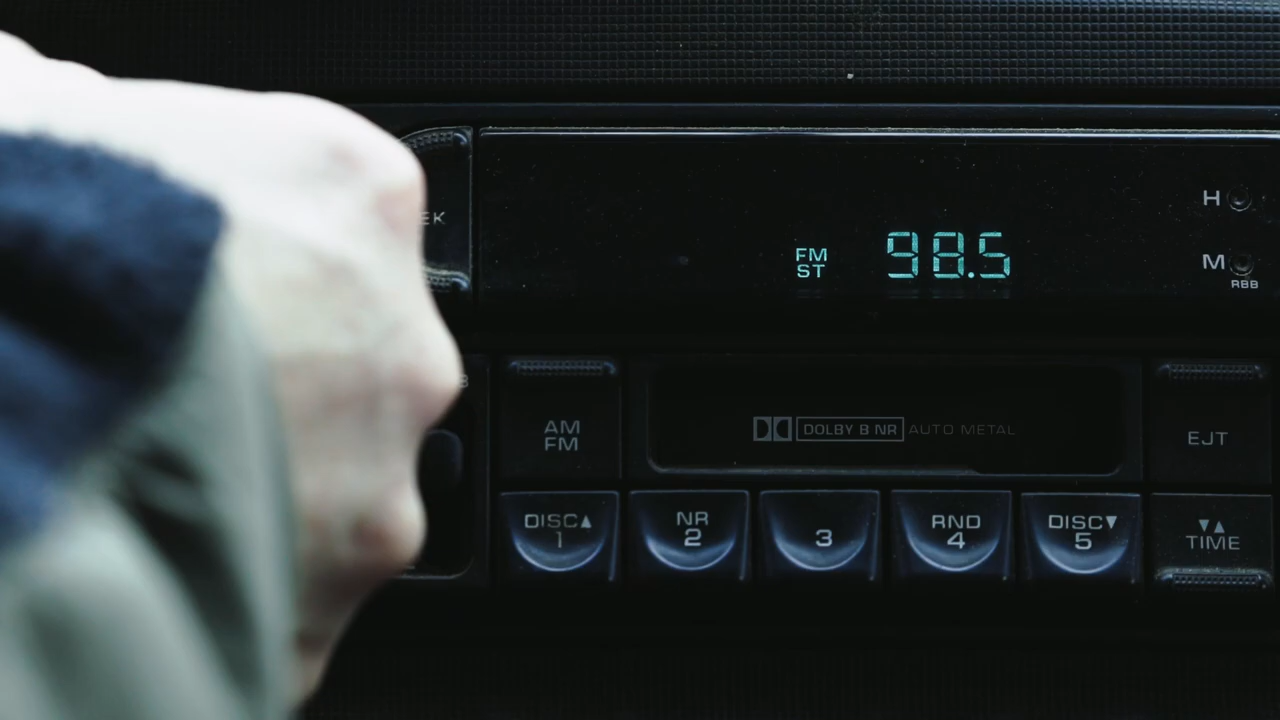 H
FM
ST
98.5
M
RBB
AM
FM
DOLBY B NR AUTO METAL
EJT
DISC▲
1
NR
2
3
RND
4
DISC▼
5
▼▲
TIME